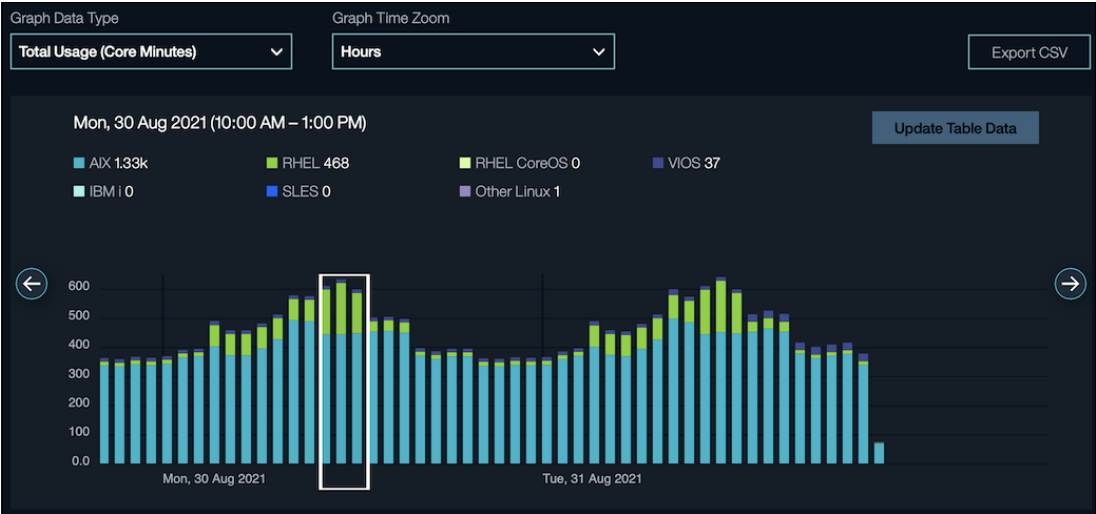 Graph Data Type
Graph Time Zoom
Total Usage (Core Minutes)
Hours
Export CSV
Mon, 30 Aug 2021 (10:00 AM – 1:00 PM)
Update Table Data
AIX 1.33k
RHEL 468
RHEL CoreOS 0
VIOS 37
IBM i 0
SLES 0
Other Linux 1
600
500
400
300
200
100
0.0
Mon, 30 Aug 2021
Tue, 31 Aug 2021